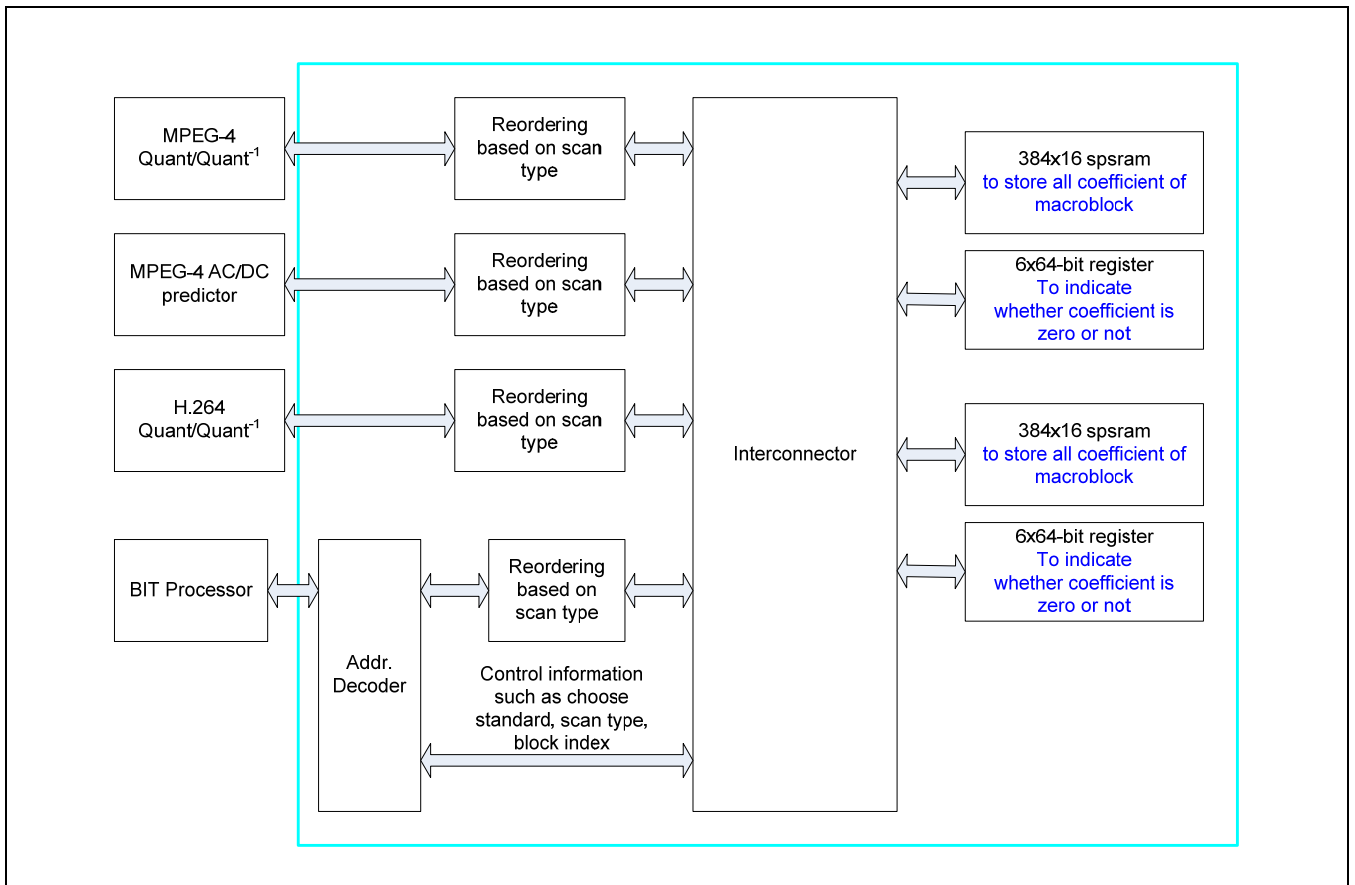 MPEG-4
Quant/Quant⁻¹
Reordering
based on scan
type
MPEG-4 AC/DC
predictor
Reordering
based on scan
type
H.264
Quant/Quant⁻¹
Reordering
based on scan
type
BIT Processor
Addr.
Decoder
Reordering
based on
scan type
Control information
such as choose
standard, scan type,
block index
Interconnector
384x16 spsram
to store all coefficient of
macroblock
6x64-bit register
To indicate
whether coefficient is
zero or not
384x16 spsram
to store all coefficient of
macroblock
6x64-bit register
To indicate
whether coefficient is
zero or not